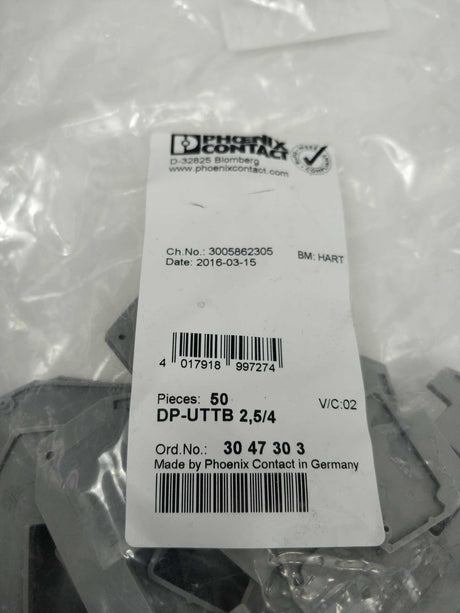 PHŒNIX
CONTACT
D-32825 Blomberg
www.phoenixcontact.com
Ch.No.: 3005862305
BM: HART
Date: 2016-03-15
4 017918 997274
Pieces: 50
V/C:02
DP-UTTB 2,5/4
Ord.No.: 30 47 30 3
Made by Phoenix Contact in Germany